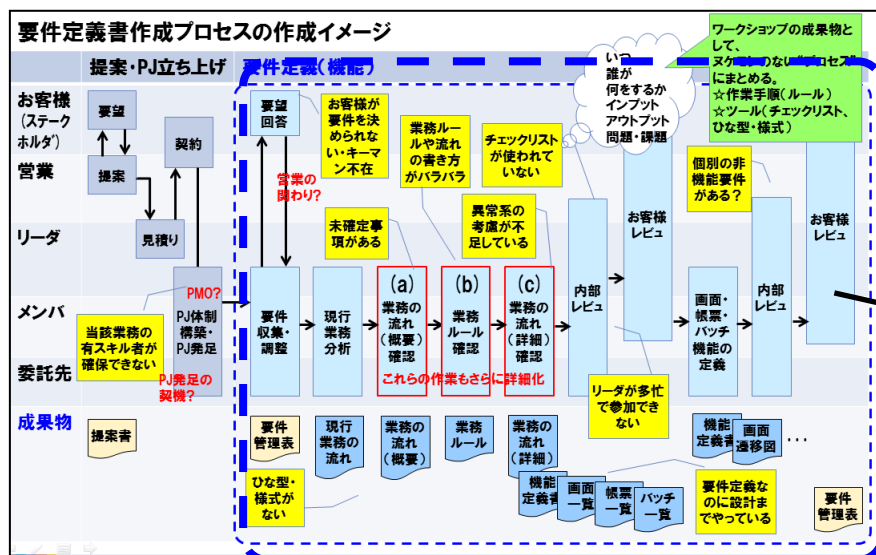 要件定義書作成プロセスの作成イメージ
提案・PJ立ち上げ
要件定義(機能)
お客様
(ステーク
ホルダ)
営業
リーダ
メンバ
委託先
成果物
要望
提案
見積り
契約
PMO?
PJ体制
構築・
PJ発足
PJ発足の
契機?
当該業務の
有スキル者が
確保できない
提案書
要望
回答
お客様が
要件を決
められな
い・キーマ
ン不在
営業の
関わり?
業務ルー
ルや流れ
の書き方
がバラバラ
チェックリスト
が使われて
いない
未確定事
項がある
異常系の
考慮が不
足している
いつ
誰が
何をするか
インプット
アウトプット
問題・課題
ワークショップの成果物と
して、
ヌケモレのない“プロセス”
にまとめる。
☆作業手順(ルール)
☆ツール(チェックリスト、
ひな型・様式)
個別の非
機能要件
がある?
要件
収集・
調整
現行
業務
分析
(a)
業務の
流れ
(概要)
確認
(b)
業務
ルール
確認
(c)
業務の
流れ
(詳細)
確認
これらの作業もさらに詳細化
内部
レビュ
お客様
レビュ
画面・
帳票・
バッチ
機能の
定義
内部
レビュ
お客様
レビュ
リーダが多忙
で参加でき
ない
要件
管理表
現行
業務の
流れ
業務の
流れ
(概要)
業務
ルール
業務の
流れ
(詳細)
機能
定義書
画面
一覧
帳票
一覧
バッチ
一覧
機能
定義書
画面
遷移図
・・・
ひな型・
様式が
ない
要件定義な
のに設計ま
でやっている
要件
管理表